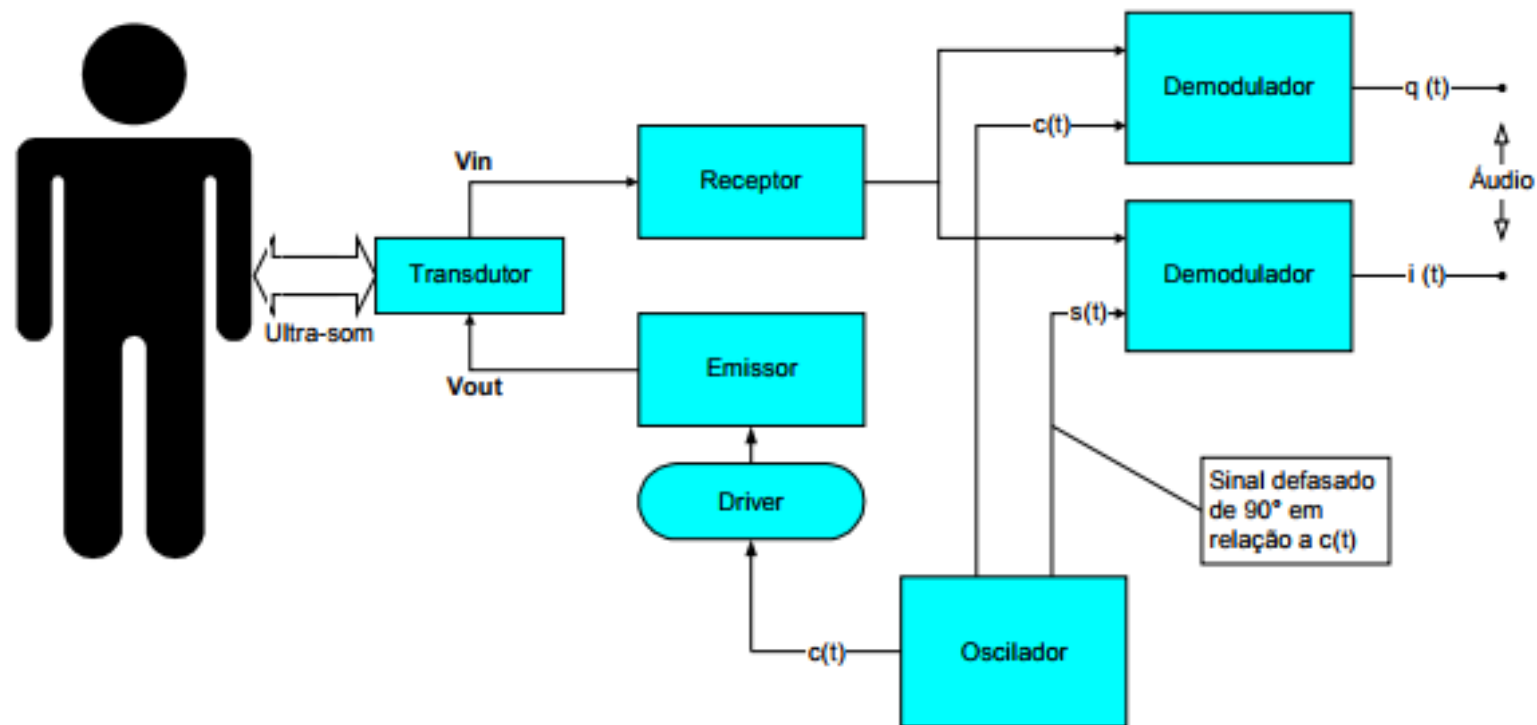 Demodulador
q (t)
c(t)
Vin
Receptor
Áudio
Transdutor
Demodulador
i (t)
s(t)
Ultra-som
Emissor
Vout
Sinal defasado
de 90° em
relação a c(t)
Driver
c(t)
Oscilador